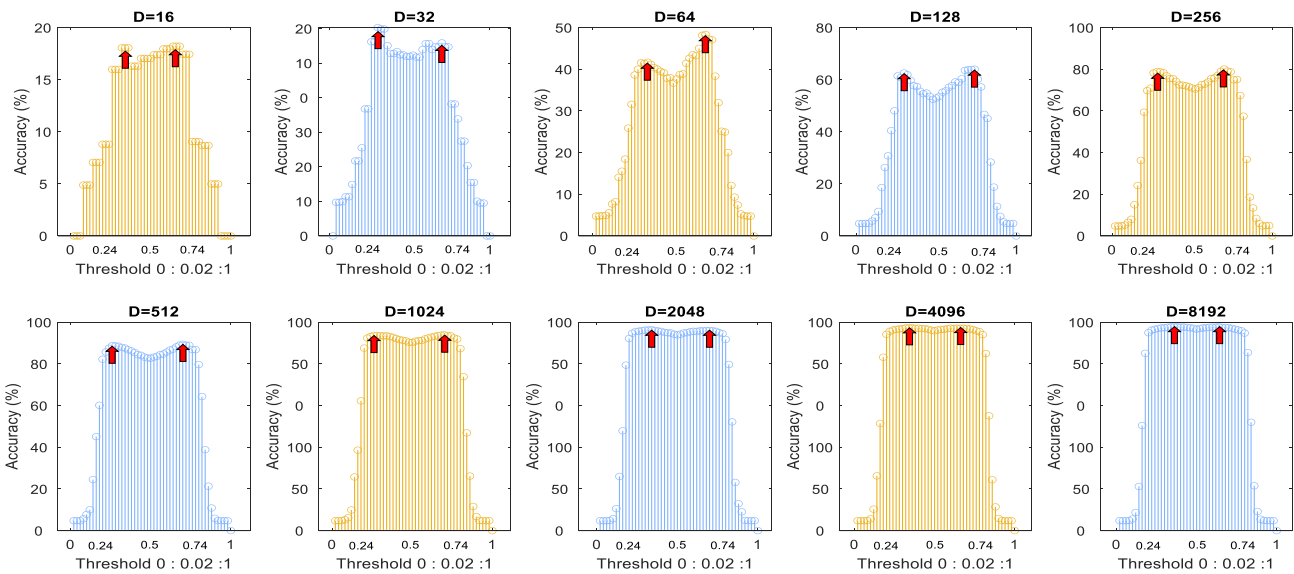 D=16 D=32 D=64 D=128 D=256
20 20 50 80 100
15 10 40 60 80
10 0 30 40 60
5 20 20 20 40
0 10 10 0 20
0 0 0
Accuracy (%) Accuracy (%) Accuracy (%) Accuracy (%) Accuracy (%)
0 0.24 0.5 0.74 1 0 0.24 0.5 0.74 1 0 0.24 0.5 0.74 1 0 0.24 0.5 0.74 1 0 0.24 0.5 0.74 1
Threshold 0 : 0.02 :1 Threshold 0 : 0.02 :1 Threshold 0 : 0.02 :1 Threshold 0 : 0.02 :1 Threshold 0 : 0.02 :1
D=512 D=1024 D=2048 D=4096 D=8192
100 100 100 100 100
80 50 50 50 50
60 0 0 0 0
40 100 100 100 100
20 50 50 50 50
0 0 0 0 0
Accuracy (%) Accuracy (%) Accuracy (%) Accuracy (%) Accuracy (%)
0 0.24 0.5 0.74 1 0 0.24 0.5 0.74 1 0 0.24 0.5 0.74 1 0 0.24 0.5 0.74 1 0 0.24 0.5 0.74 1
Threshold 0 : 0.02 :1 Threshold 0 : 0.02 :1 Threshold 0 : 0.02 :1 Threshold 0 : 0.02 :1 Threshold 0 : 0.02 :1